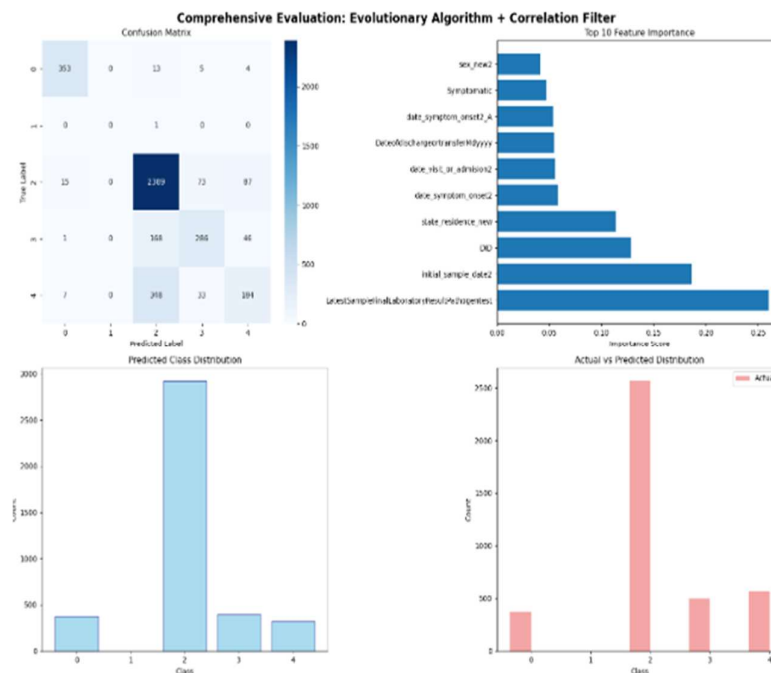 Comprehensive Evaluation: Evolutionary Algorithm + Correlation Filter
Confusion Matrix
True Label
0
353 0 13 5 4
1
0 0 1 0 0
2
15 0 2389 73 87
3
1 0 168 286 46
4
7 0 348 33 184
0 1 2 3 4
Predicted Label
2000
1500
1000
500
0
Top 10 Feature Importance
sex_new2
Symptomatic
date_symptom_onset2_A
DateofdischargeortransferMdyyyy
date_visit_or_admision2
date_symptom_onset2
state_residence_new
DID
initial_sample_date2
LatestSampleFinalLaboratoryResultPathogentest
0.00 0.05 0.10 0.15 0.20 0.25
Importance Score
Predicted Class Distribution
3000
2500
2000
1500
1000
500
0
0 1 2 3 4
Class
Actual vs Predicted Distribution
Actua
Count
2500
2000
1500
1000
500
0
0 1 2 3 4
Class